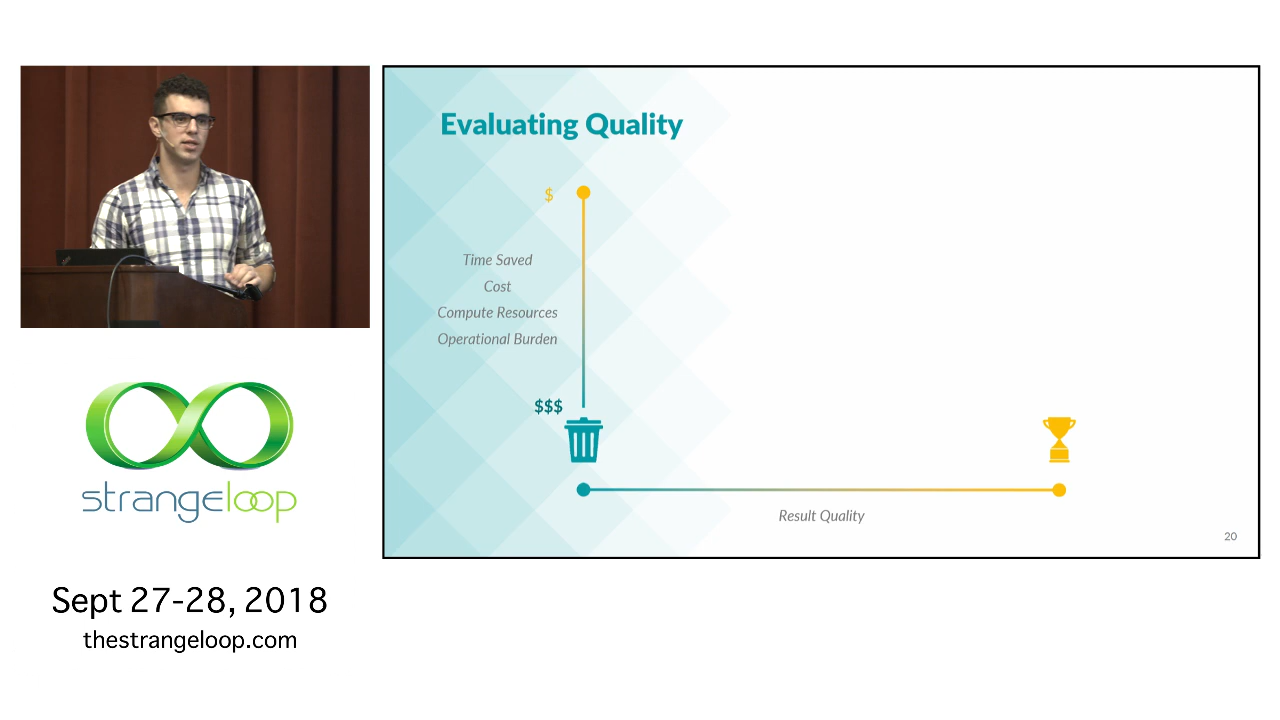 Evaluating Quality
$
Time Saved
Cost
Compute Resources
Operational Burden
$$$
Result Quality
20
strangeloop
Sept 27-28, 2018
thestrangeloop.com